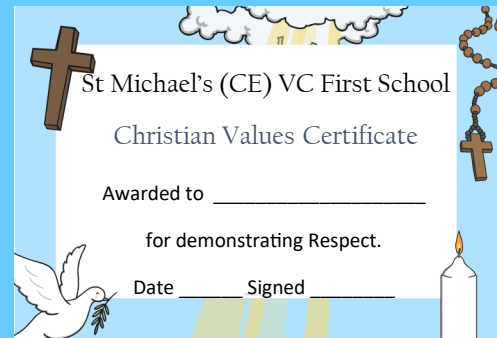 St Michael's (CE) VC First School
Christian Values Certificate
Awarded to ____________________
for demonstrating Respect.
Date ______ Signed ________